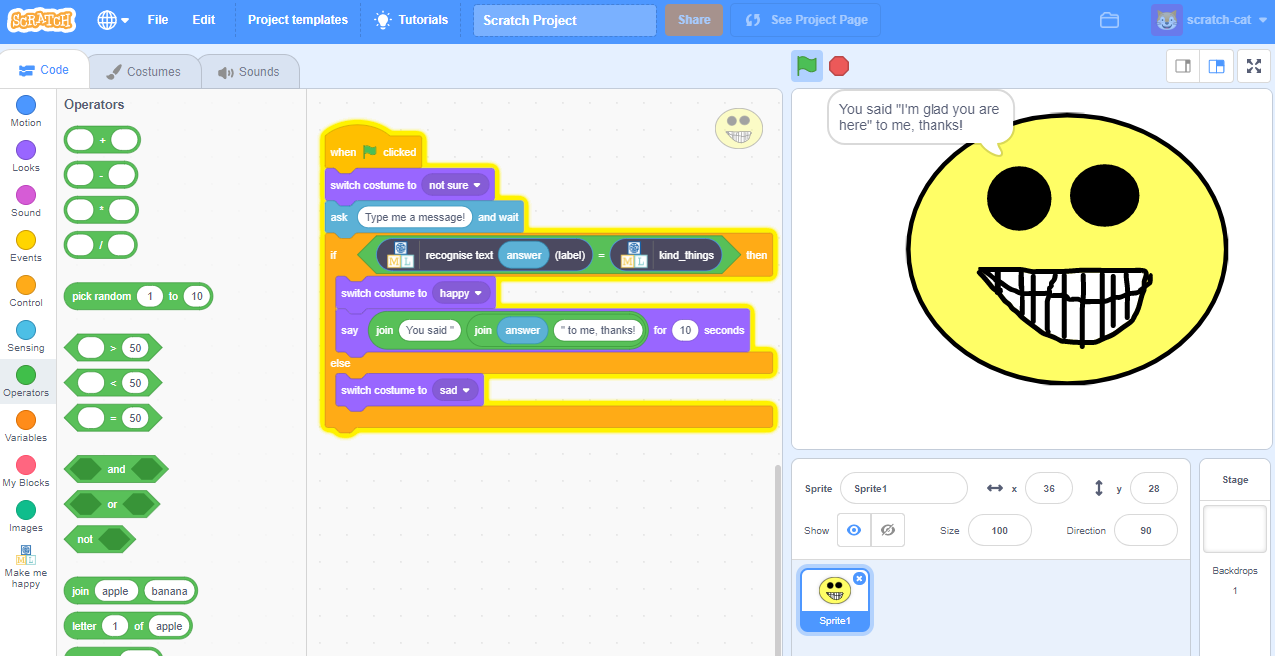 SCRATCH File Edit Project templates Tutorials Scratch Project Share See Project Page scratch-cat
Code Costumes Sounds
Motion
Looks
Sound
Events
Control
Sensing
Operators
Variables
My Blocks
Images
ML
Make me
happy
Operators
+
-
*
/
pick random 1 to 10
> 50
< 50
= 50
and
or
not
join apple banana
letter 1 of apple
when clicked
switch costume to not sure
ask Type me a message! and wait
if ML recognise text answer (label) = ML kind_things then
switch costume to happy
say join You said " join answer " to me, thanks! for 10 seconds
else
switch costume to sad
You said "I'm glad you are
here" to me, thanks!
Sprite Sprite1 x 36 y 28
Show Size 100 Direction 90
Sprite1
Stage
Backdrops
1